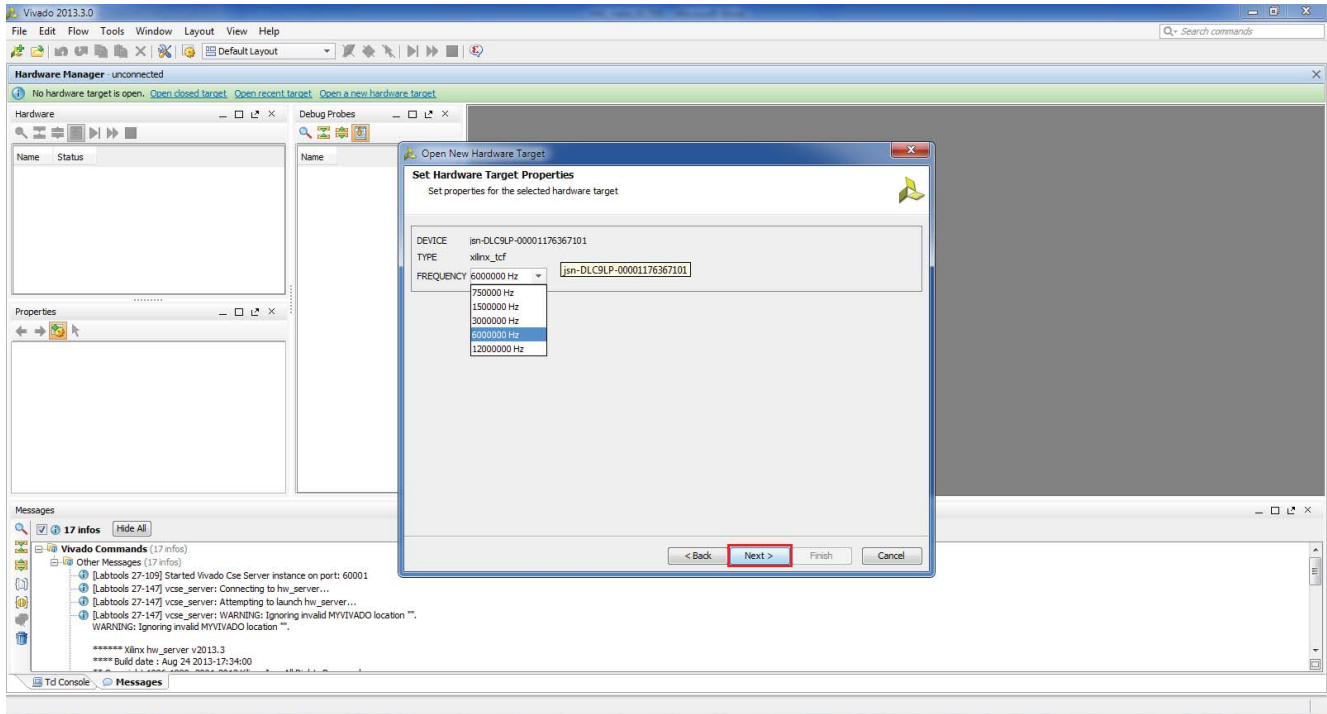 Vivado 2013.3.0
File Edit Flow Tools Window Layout View Help
Search commands
Default Layout
Hardware Manager - unconnected
No hardware target is open. Open closed target Open recent target Open a new hardware target
Hardware
Name Status
Debug Probes
Name
Properties
Open New Hardware Target
Set Hardware Target Properties
Set properties for the selected hardware target
DEVICE jsn-DLC9LP-00001176367101
TYPE xilinx_tcf
FREQUENCY 6000000 Hz
jsn-DLC9LP-00001176367101
750000 Hz
1500000 Hz
3000000 Hz
6000000 Hz
12000000 Hz
< Back Next > Finish Cancel
Messages
17 infos Hide All
Vivado Commands (17 infos)
Other Messages (17 infos)
[Labtools 27-109] Started Vivado Cse Server instance on port: 60001
[Labtools 27-147] vcse_server: Connecting to hw_server...
[Labtools 27-147] vcse_server: Attempting to launch hw_server...
[Labtools 27-147] vcse_server: WARNING: Ignoring invalid MYVIVADO location "".
WARNING: Ignoring invalid MYVIVADO location "".
****** Xilinx hw_server v2013.3
**** Build date : Aug 24 2013-17:34:00
Tcl Console Messages